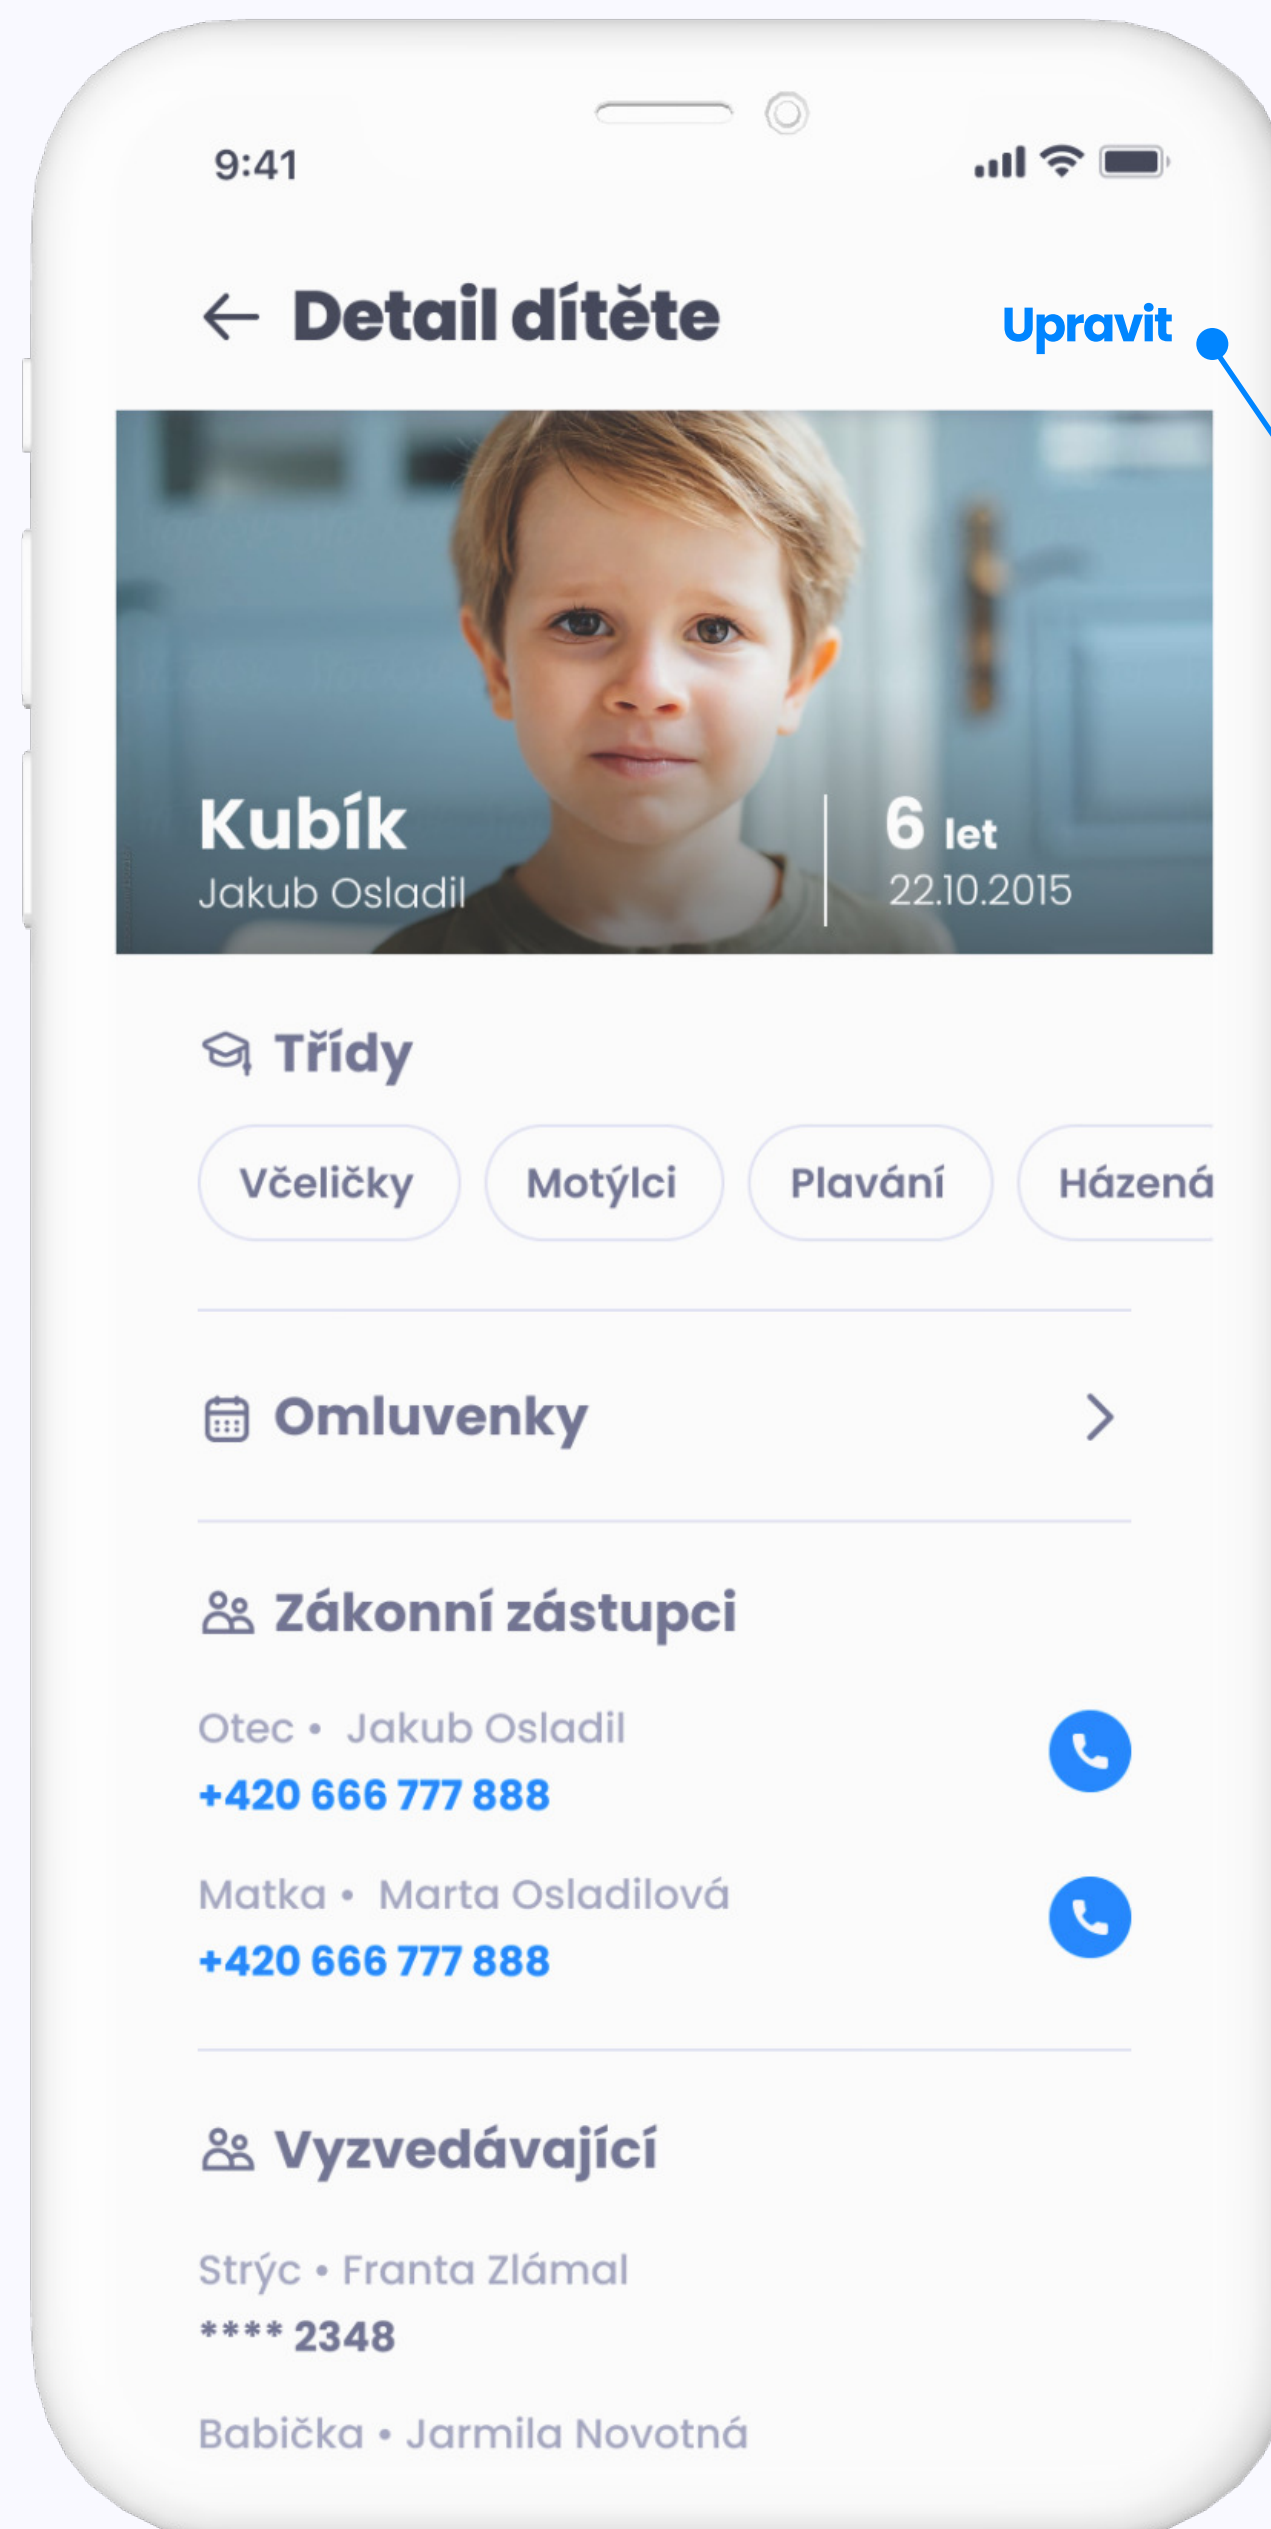 9:41
Detail dítěte
Upravit
Kubík
Jakub Osladil
6 let
22.10.2015
Třídy
Včeličky
Motýlci
Plavání
Házená
Omluvenky
Zákonní zástupci
Otec • Jakub Osladil
+420 666 777 888
Matka • Marta Osladilová
+420 666 777 888
Vyzvedávající
Strýc • Franta Zlámal
**** 2348
Babička • Jarmila Novotná